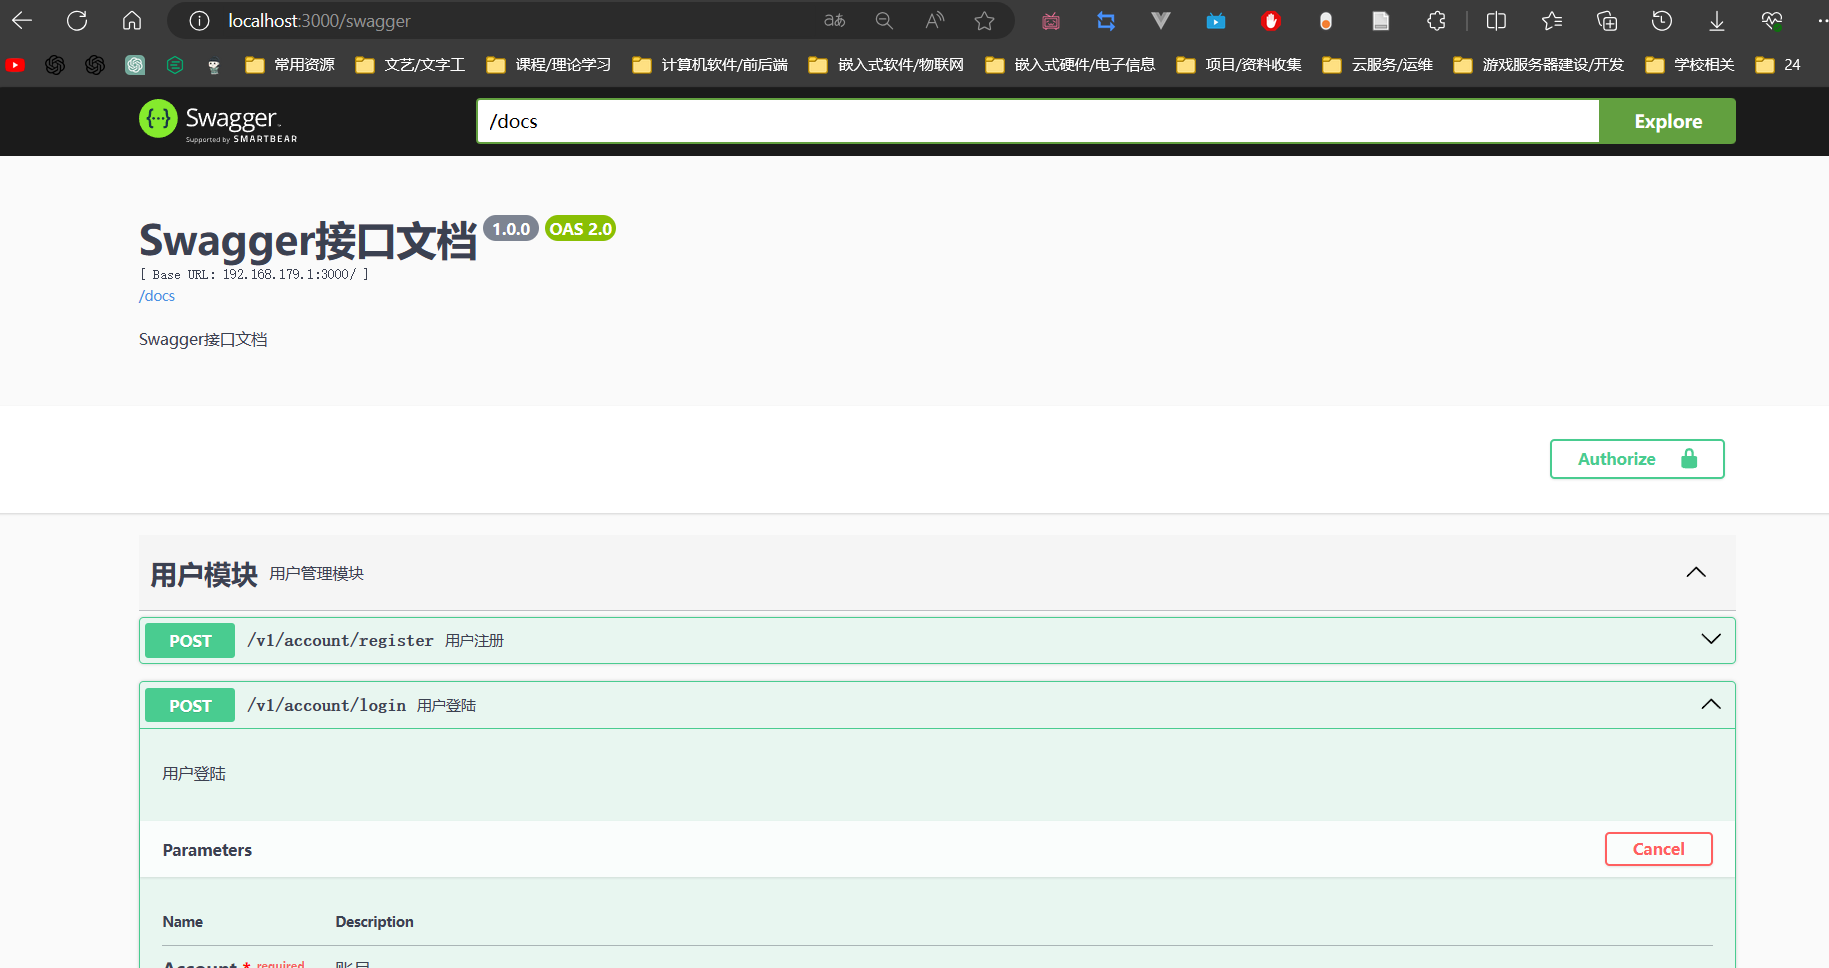 localhost:3000/swagger
常用资源 文艺/文字工 课程/理论学习 计算机软件/前后端 嵌入式软件/物联网 嵌入式硬件/电子信息 项目/资料收集 云服务/运维 游戏服务器建设/开发 学校相关 24
Swagger
Supported by SMARTBEAR
/docs
Explore
Swagger接口文档 1.0.0 OAS 2.0
[ Base URL: 192.168.179.1:3000/ ]
/docs
Swagger接口文档
Authorize
用户模块 用户管理模块
POST /v1/account/register 用户注册
POST /v1/account/login 用户登陆
用户登陆
Parameters
Cancel
Name Description
Account * required